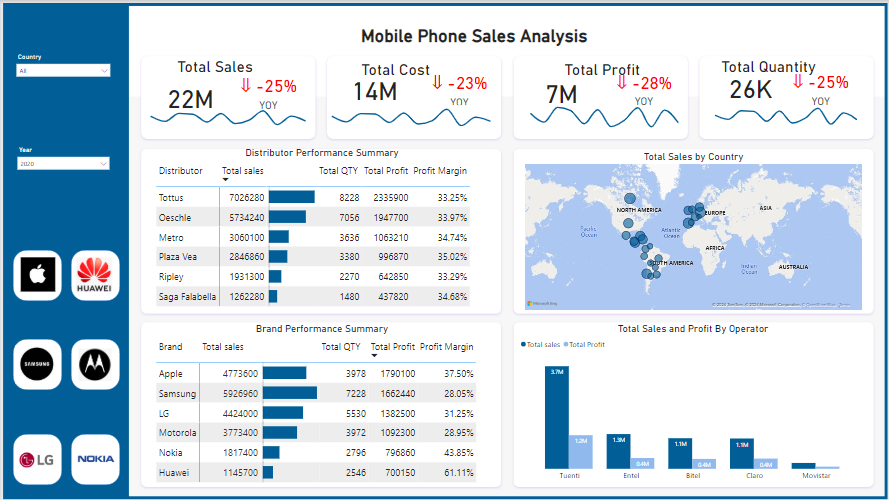 Mobile Phone Sales Analysis
Country
All
Year
2020
HUAWEI
SAMSUNG
LG
NOKIA
Total Sales
⇓ -25%
22M
YOY
Total Cost
⇓ -23%
14M
YOY
Total Profit
⇓ -28%
7M
YOY
Total Quantity
⇓ -25%
26K
YOY
Distributor Performance Summary
Distributor Total sales Total QTY Total Profit Profit Margin
Tottus 7026280 8228 2335900 33.25%
Oeschle 5734240 7056 1947700 33.97%
Metro 3060100 3636 1063210 34.74%
Plaza Vea 2846860 3380 996870 35.02%
Ripley 1931300 2270 642850 33.29%
Saga Falabella 1262280 1480 437820 34.68%
Total Sales by Country
NORTH AMERICA
EUROPE
ASIA
Pacific
Ocean
Atlantic
Ocean
AFRICA
SOUTH AMERICA
Indian
Ocean
AUSTRALIA
Microsoft Bing
Brand Performance Summary
Brand Total sales Total QTY Total Profit Profit Margin
Apple 4773600 3978 1790100 37.50%
Samsung 5926960 7228 1662440 28.05%
LG 4424000 5530 1382500 31.25%
Motorola 3773400 3972 1092300 28.95%
Nokia 1817400 2796 796860 43.85%
Huawei 1145700 2546 700150 61.11%
Total Sales and Profit By Operator
Total sales Total Profit
3.7M
1.2M
1.3M
0.4M
1.1M
0.4M
1.1M
0.4M
Tuenti Entel Bitel Claro Movistar